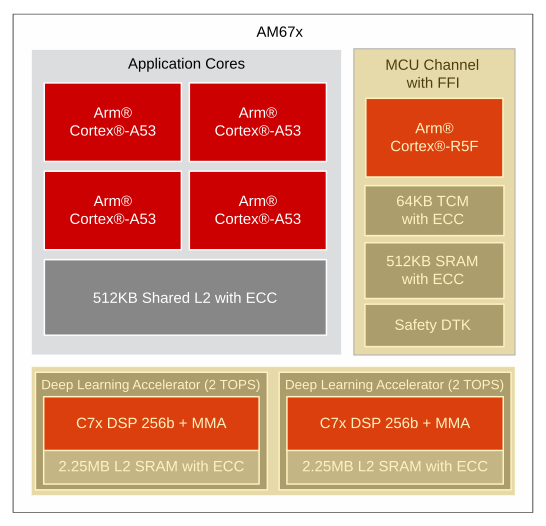 AM67x
Application Cores
Arm®
Cortex®-A53
Arm®
Cortex®-A53
Arm®
Cortex®-A53
Arm®
Cortex®-A53
512KB Shared L2 with ECC
MCU Channel
with FFI
Arm®
Cortex®-R5F
64KB TCM
with ECC
512KB SRAM
with ECC
Safety DTK
Deep Learning Accelerator (2 TOPS)
C7x DSP 256b + MMA
2.25MB L2 SRAM with ECC
Deep Learning Accelerator (2 TOPS)
C7x DSP 256b + MMA
2.25MB L2 SRAM with ECC